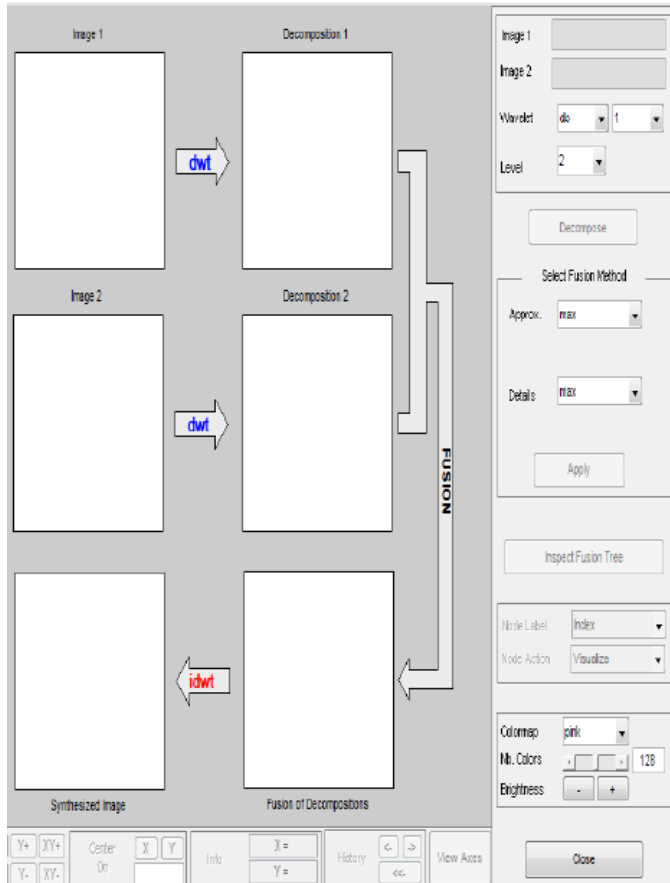 Image 1
Decomposition 1
dwt
Image 2
Decomposition 2
dwt
FUSION
idwt
Synthesized Image
Fusion of Decompositions
Image 1
Image 2
Wavelet db 1
Level 2
Decompose
Select Fusion Method
Approx. max
Details max
Apply
Inspect Fusion Tree
Node Label Index
Node Action Visualize
Colormap pink
Nb. Colors 128
Brightness - +
Close
Y+ XY+
Y- XY-
Center On
X Y
Info
X =
Y =
History
<- ->
<<-
View Axes